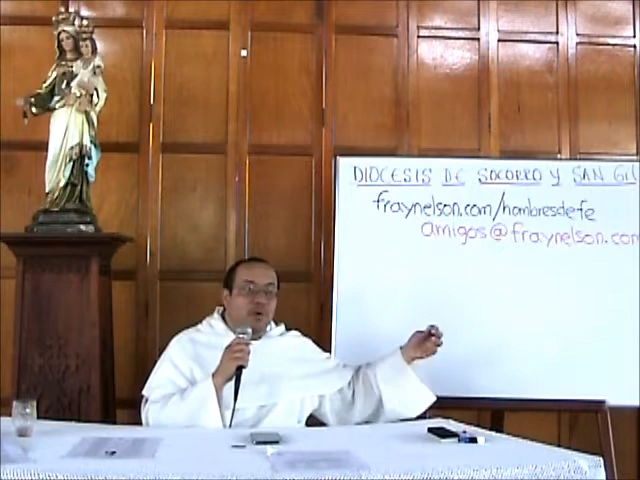 DIOCESIS DE SOCORRO Y SAN GIL
fraynelson.com/hombresdefe
amigos@fraynelson.com